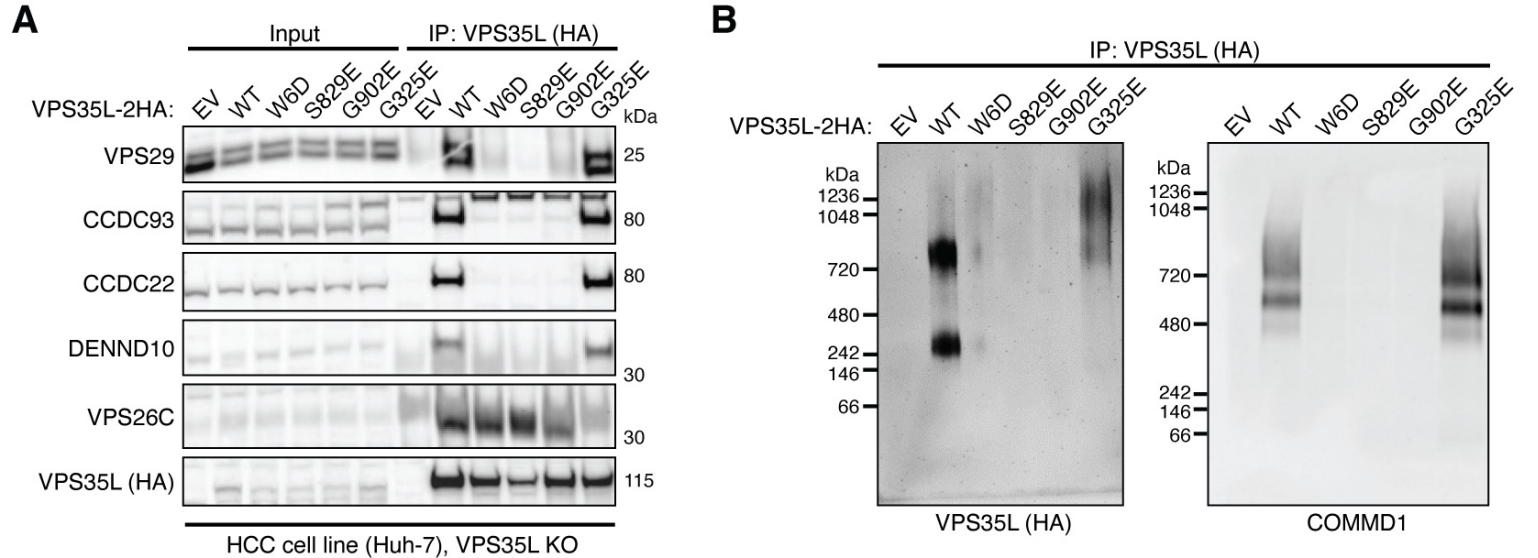 A
Input
IP: VPS35L (HA)
VPS35L-2HA:
EV
WT
W6D
S829E
G902E
G325E
EV
WT
W6D
S829E
G902E
G325E
kDa
VPS29
25
CCDC93
80
CCDC22
80
DENND10
30
VPS26C
30
VPS35L (HA)
115
HCC cell line (Huh-7), VPS35L KO
B
IP: VPS35L (HA)
VPS35L-2HA:
EV
WT
W6D
S829E
G902E
G325E
EV
WT
W6D
S829E
G902E
G325E
kDa
1236
1048
720
480
242
146
66
VPS35L (HA)
kDa
1236
1048
720
480
242
146
66
COMMD1